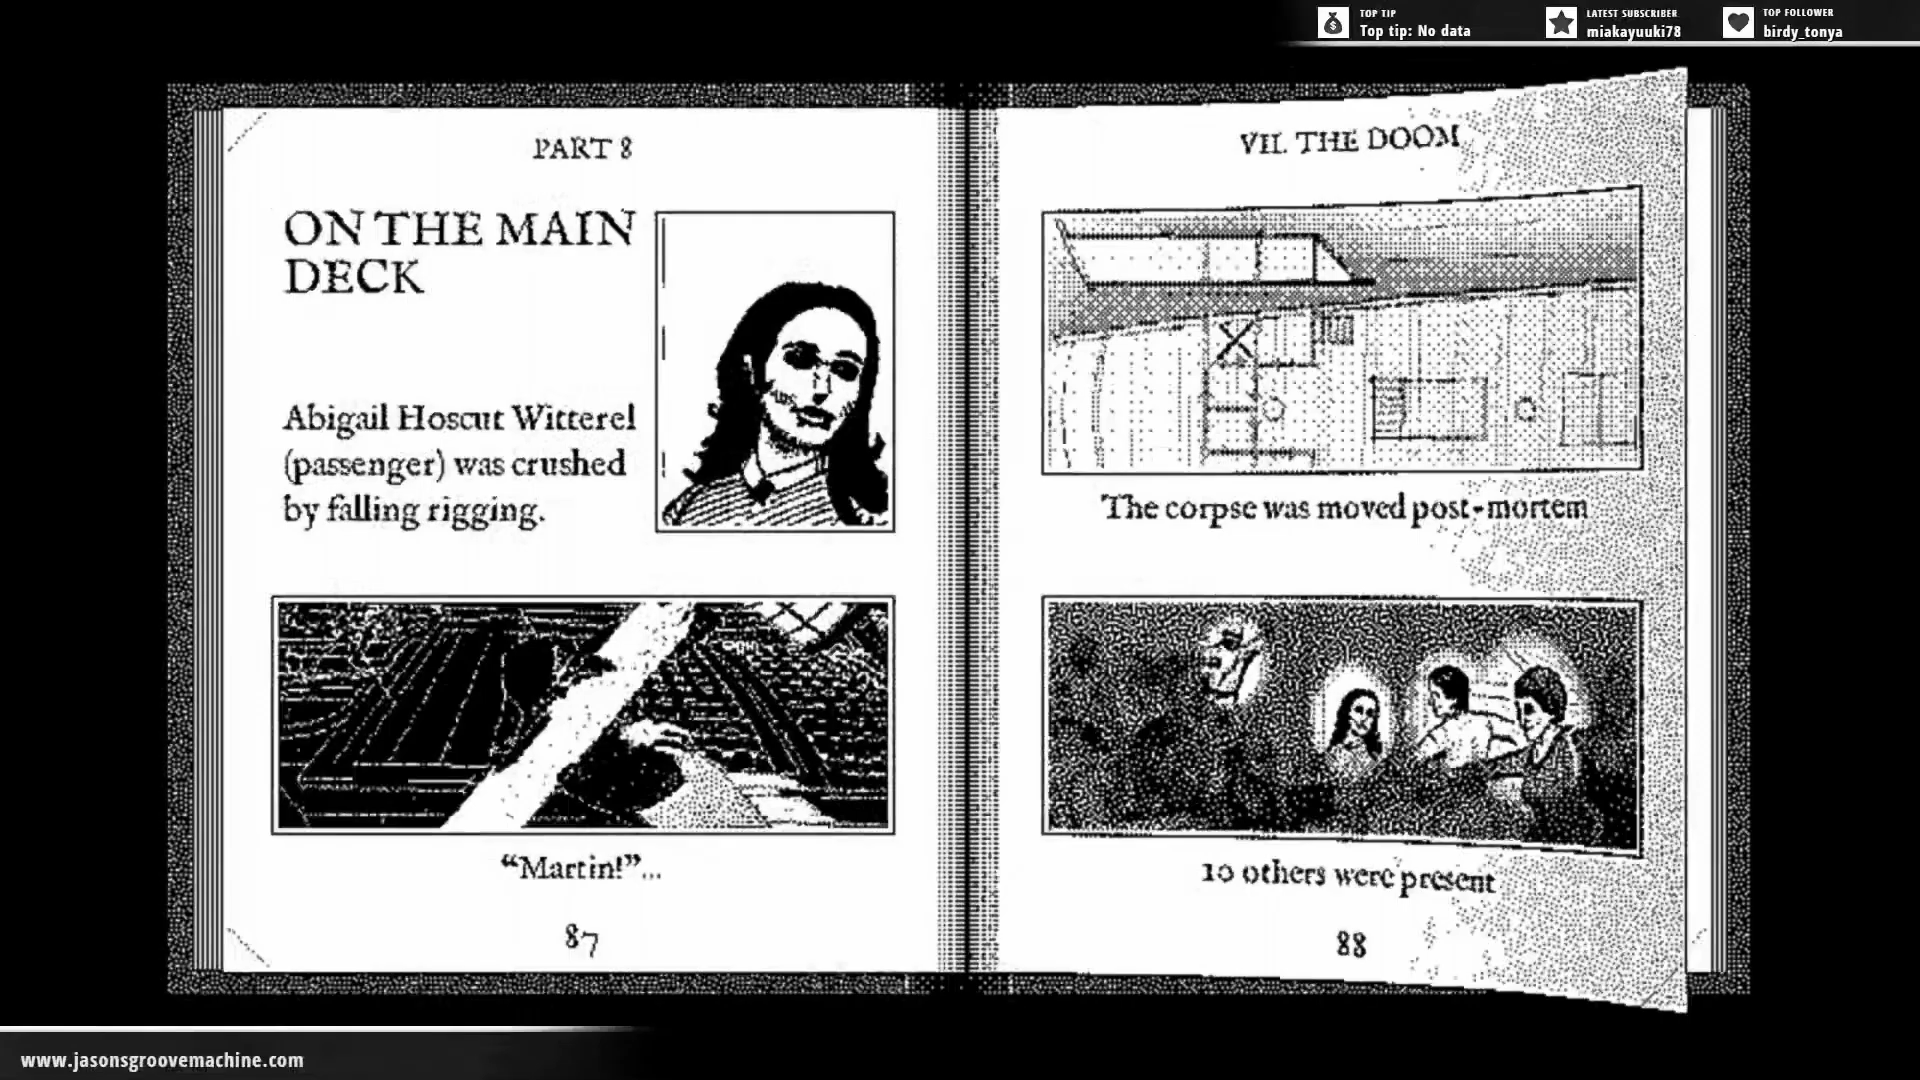 TOP TIP
Top tip: No data
LATEST SUBSCRIBER
miakayuuki78
TOP FOLLOWER
birdy_tonya
PART 8
ON THE MAIN
DECK
Abigail Hoscut Witterel
(passenger) was crushed
by falling rigging.
“Martin!”...
87
VII. THE DOOM
The corpse was moved post-mortem
10 others were present
88
www.jasonsgroovemachine.com